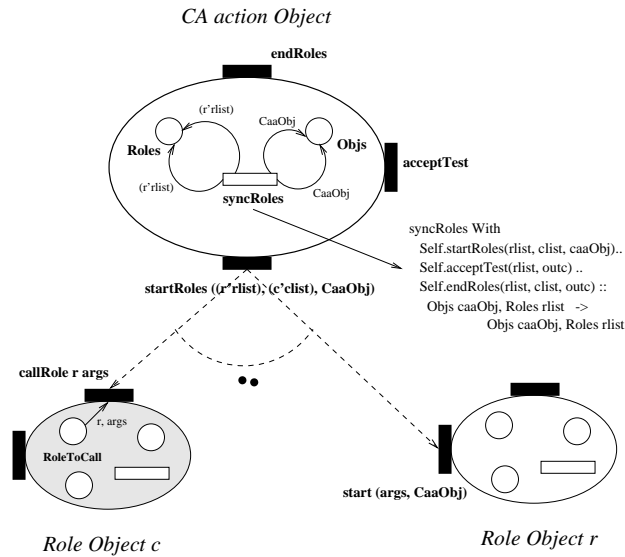 CA action Object
endRoles
(r'rlist)
CaaObj
Roles
Objs
acceptTest
(r'rlist)
CaaObj
syncRoles
syncRoles With
Self.startRoles(rlist, clist, caaObj)..
Self.acceptTest(rlist, outc) ..
Self.endRoles(rlist, clist, outc) ::
Objs caaObj, Roles rlist ->
Objs caaObj, Roles rlist
startRoles ((r'rlist), (c'clist), CaaObj)
callRole r args
r, args
RoleToCall
start (args, CaaObj)
Role Object c
Role Object r